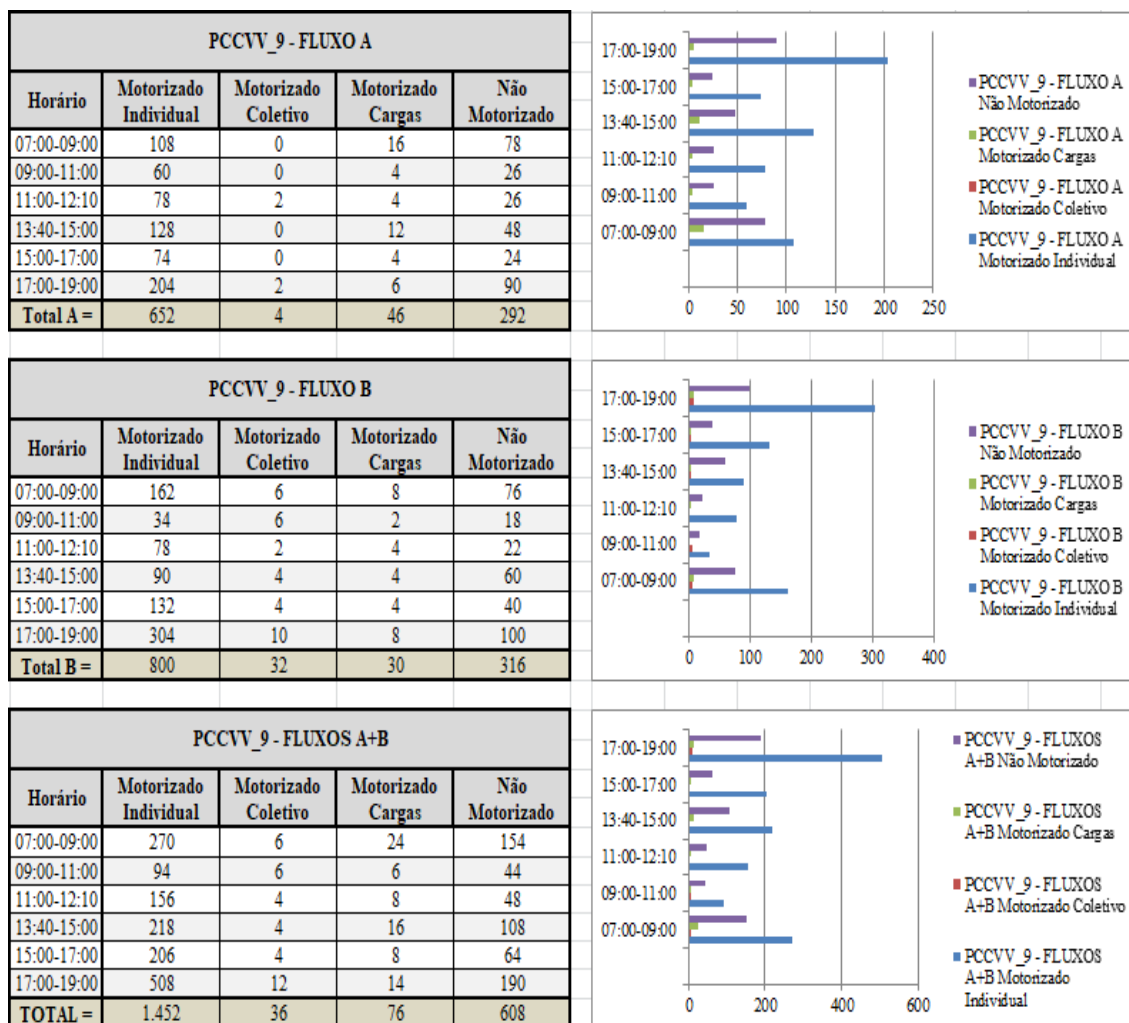 PCCVV_9 - FLUXO A
Horário Motorizado Individual Motorizado Coletivo Motorizado Cargas Não Motorizado
07:00-09:00 108 0 16 78
09:00-11:00 60 0 4 26
11:00-12:10 78 2 4 26
13:40-15:00 128 0 12 48
15:00-17:00 74 0 4 24
17:00-19:00 204 2 6 90
Total A = 652 4 46 292
17:00-19:00
15:00-17:00
13:40-15:00
11:00-12:10
09:00-11:00
07:00-09:00
0 50 100 150 200 250
PCCVV_9 - FLUXO A
Não Motorizado
PCCVV_9 - FLUXO A
Motorizado Cargas
PCCVV_9 - FLUXO A
Motorizado Coletivo
PCCVV_9 - FLUXO A
Motorizado Individual
PCCVV_9 - FLUXO B
Horário Motorizado Individual Motorizado Coletivo Motorizado Cargas Não Motorizado
07:00-09:00 162 6 8 76
09:00-11:00 34 6 2 18
11:00-12:10 78 2 4 22
13:40-15:00 90 4 4 60
15:00-17:00 132 4 4 40
17:00-19:00 304 10 8 100
Total B = 800 32 30 316
17:00-19:00
15:00-17:00
13:40-15:00
11:00-12:10
09:00-11:00
07:00-09:00
0 100 200 300 400
PCCVV_9 - FLUXO B
Não Motorizado
PCCVV_9 - FLUXO B
Motorizado Cargas
PCCVV_9 - FLUXO B
Motorizado Coletivo
PCCVV_9 - FLUXO B
Motorizado Individual
PCCVV_9 - FLUXOS A+B
Horário Motorizado Individual Motorizado Coletivo Motorizado Cargas Não Motorizado
07:00-09:00 270 6 24 154
09:00-11:00 94 6 6 44
11:00-12:10 156 4 8 48
13:40-15:00 218 4 16 108
15:00-17:00 206 4 8 64
17:00-19:00 508 12 14 190
TOTAL = 1.452 36 76 608
17:00-19:00
15:00-17:00
13:40-15:00
11:00-12:10
09:00-11:00
07:00-09:00
0 200 400 600
PCCVV_9 - FLUXOS
A+B Não Motorizado
PCCVV_9 - FLUXOS
A+B Motorizado Cargas
PCCVV_9 - FLUXOS
A+B Motorizado Coletivo
PCCVV_9 - FLUXOS
A+B Motorizado
Individual